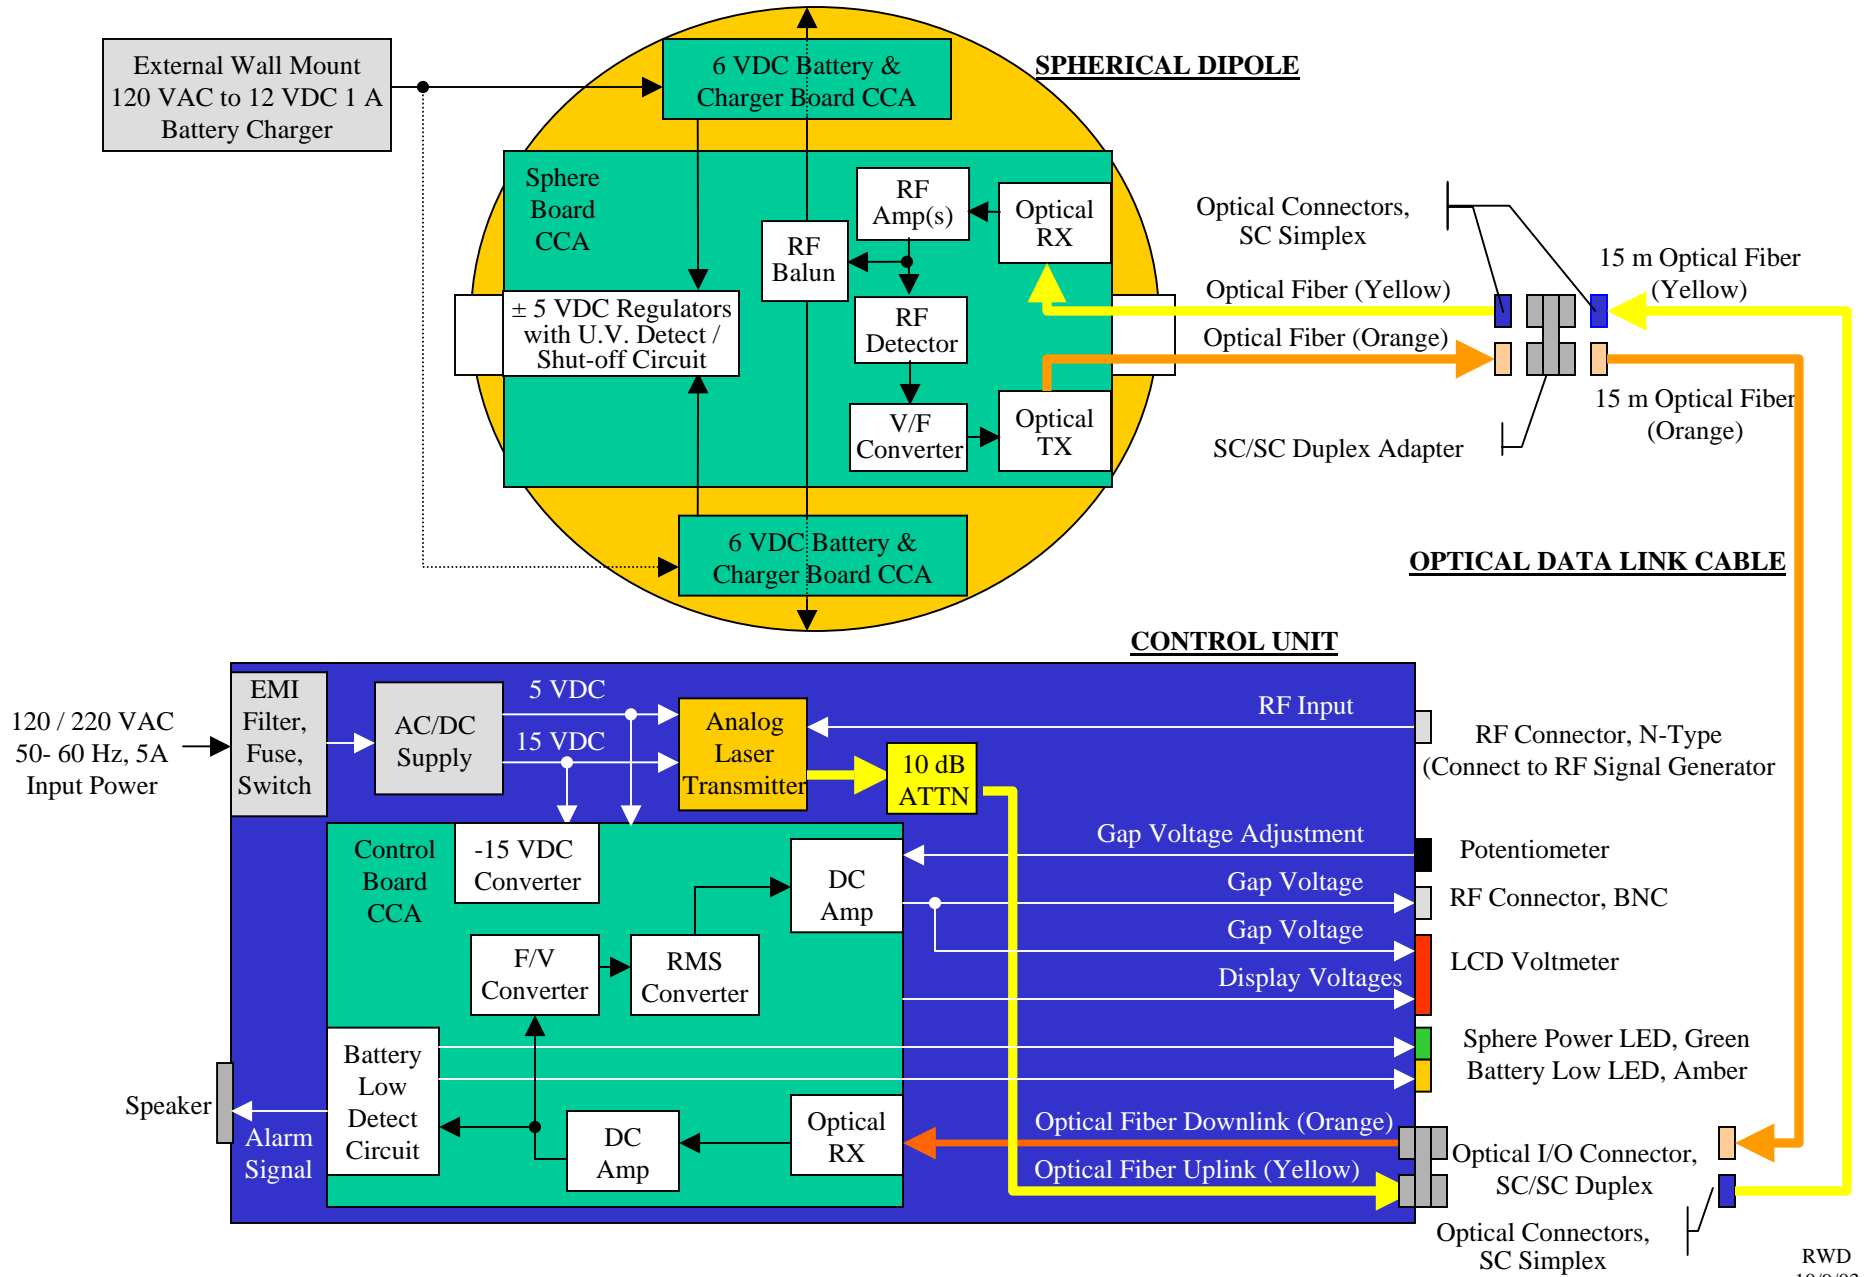 External Wall Mount
120 VAC to 12 VDC 1 A
Battery Charger
6 VDC Battery &
Charger Board CCA
SPHERICAL DIPOLE
Sphere
Board
CCA
RF
Amp(s)
Optical
RX
RF
Balun
± 5 VDC Regulators
with U.V. Detect /
Shut-off Circuit
RF
Detector
V/F
Converter
Optical
TX
6 VDC Battery &
Charger Board CCA
Optical Connectors,
SC Simplex
Optical Fiber (Yellow)
Optical Fiber (Orange)
15 m Optical Fiber
(Yellow)
15 m Optical Fiber
(Orange)
SC/SC Duplex Adapter
OPTICAL DATA LINK CABLE
CONTROL UNIT
120 / 220 VAC
50- 60 Hz, 5A
Input Power
EMI
Filter,
Fuse,
Switch
AC/DC
Supply
5 VDC
15 VDC
Analog
Laser
Transmitter
10 dB
ATTN
RF Input
RF Connector, N-Type
(Connect to RF Signal Generator
Control
Board
CCA
-15 VDC
Converter
DC
Amp
Gap Voltage Adjustment
Potentiometer
Gap Voltage
RF Connector, BNC
Gap Voltage
LCD Voltmeter
Display Voltages
F/V
Converter
RMS
Converter
Battery
Low
Detect
Circuit
Sphere Power LED, Green
Battery Low LED, Amber
Speaker
Alarm
Signal
DC
Amp
Optical
RX
Optical Fiber Downlink (Orange)
Optical Fiber Uplink (Yellow)
Optical I/O Connector,
SC/SC Duplex
Optical Connectors,
SC Simplex
RWD